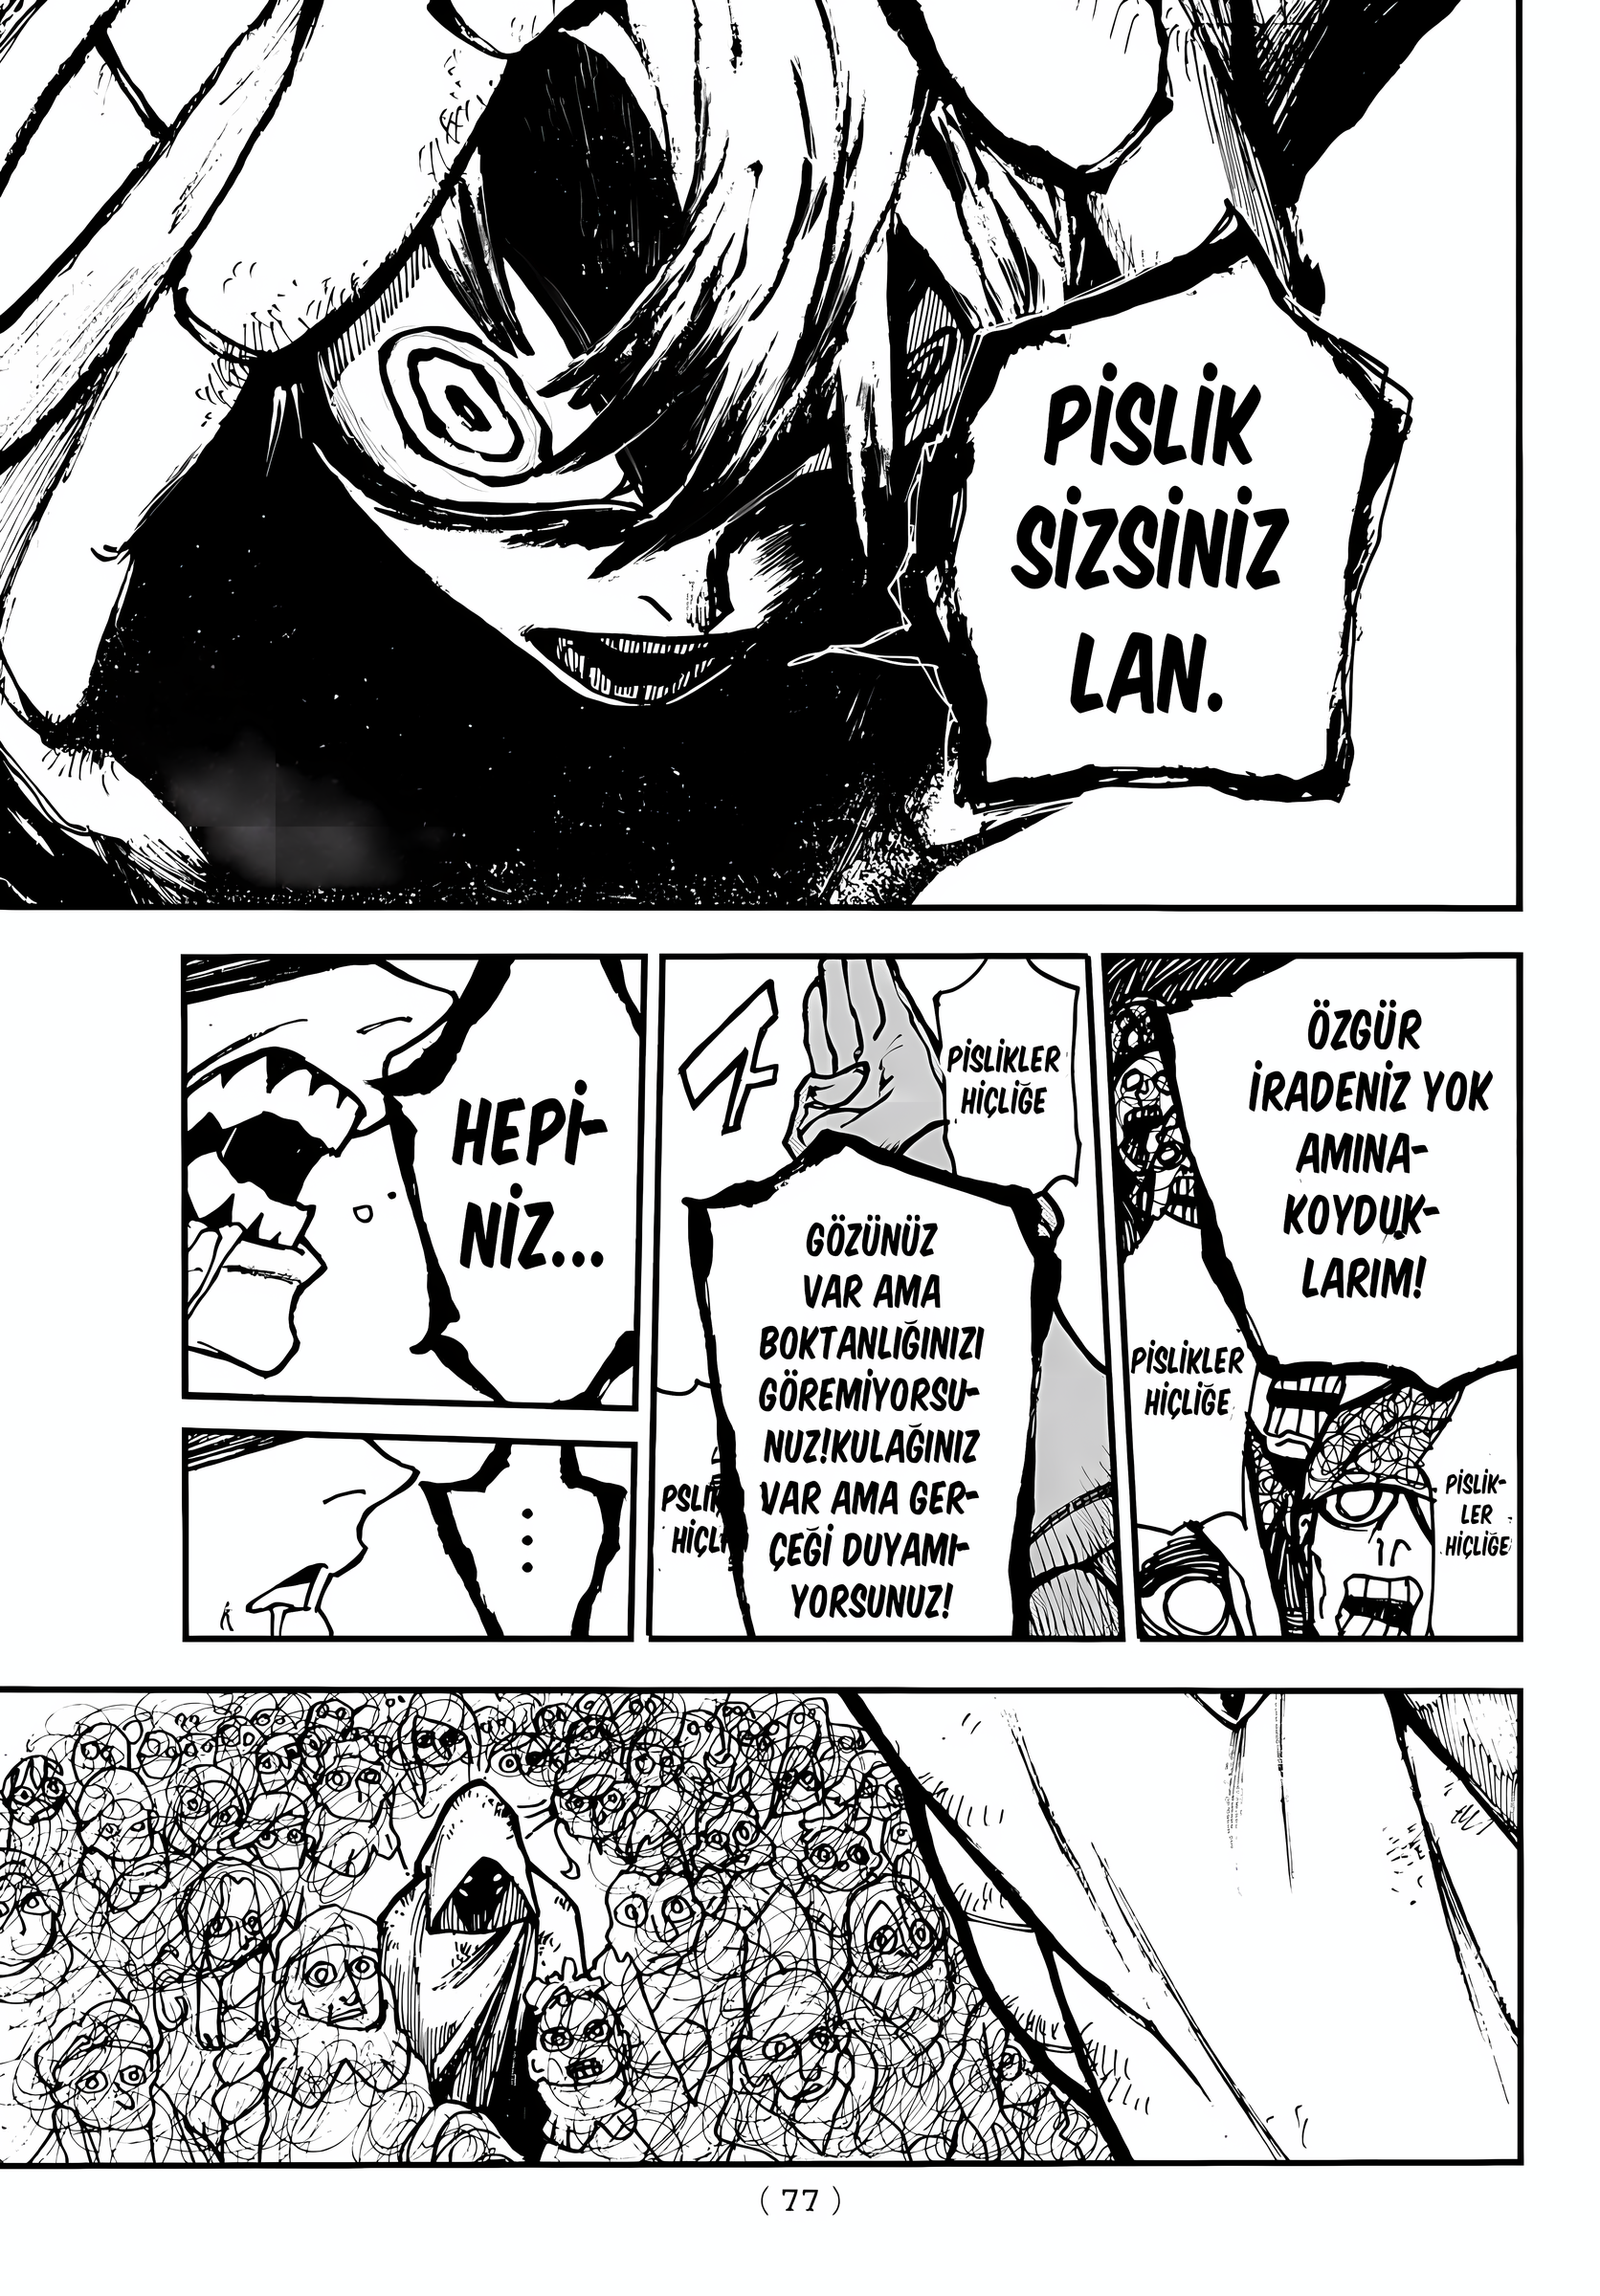 PİSLİK
SİZSİNİZ
LAN.
ÖZGÜR
İRADENİZ YOK
AMINA-
KOYDUK-
LARIM!
PİSLİKLER
HİÇLİĞE
PİSLİK-
LER
HİÇLİĞE
PİSLİKLER
HİÇLİĞE
GÖZÜNÜZ
VAR AMA
BOKTANLIĞINIZI
GÖREMİYORSU-
NUZ!KULAĞINIZ
VAR AMA GER-
ÇEĞİ DUYAMI-
YORSUNUZ!
HEPİ-
NİZ...
...
( 77 )